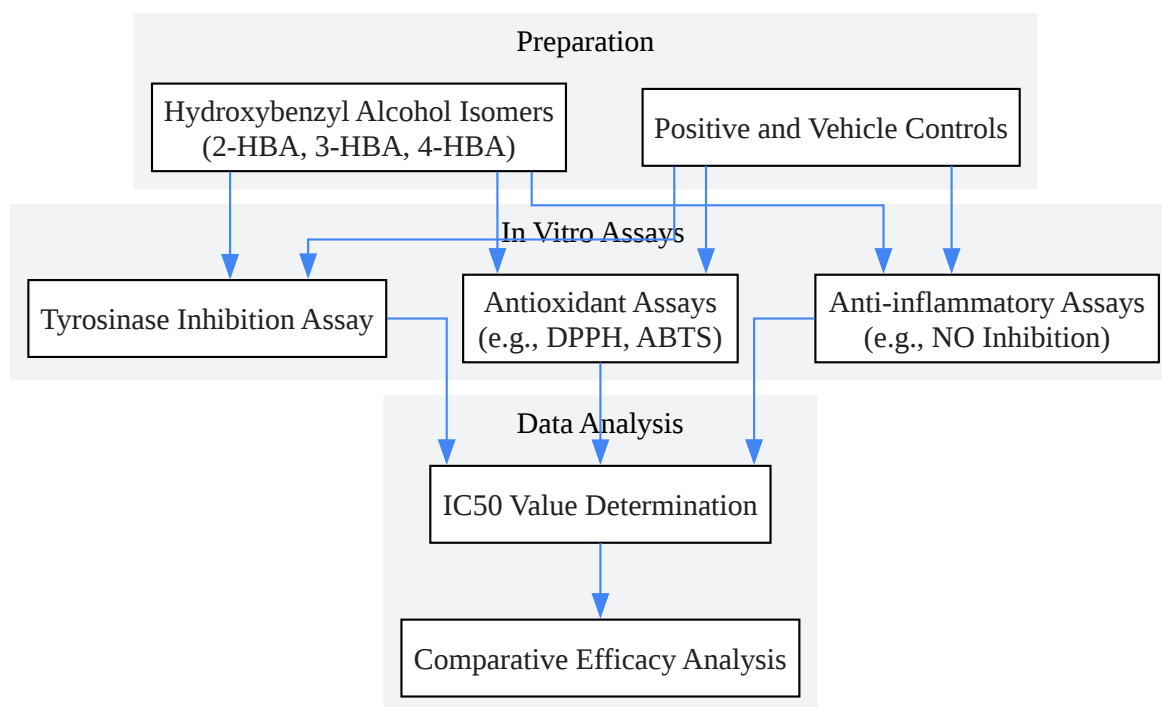 Preparation
Hydroxybenzyl Alcohol Isomers
(2-HBA, 3-HBA, 4-HBA)
Positive and Vehicle Controls
In Vitro Assays
Tyrosinase Inhibition Assay
Antioxidant Assays
(e.g., DPPH, ABTS)
Anti-inflammatory Assays
(e.g., NO Inhibition)
Data Analysis
IC50 Value Determination
Comparative Efficacy Analysis